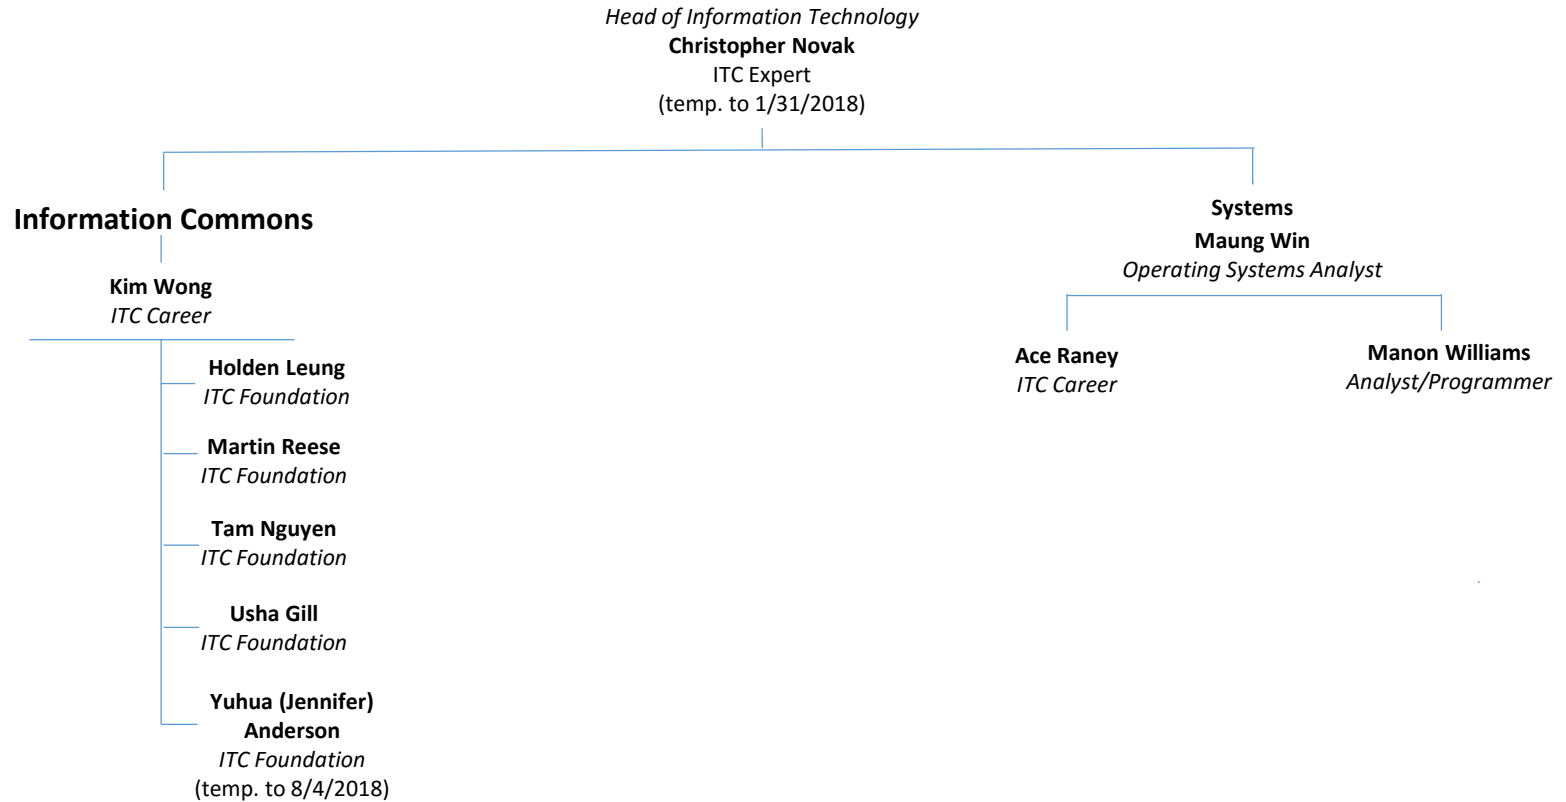 Head of Information Technology
Christopher Novak
ITC Expert
(temp. to 1/31/2018)
Information Commons
Kim Wong
ITC Career
Holden Leung
ITC Foundation
Martin Reese
ITC Foundation
Tam Nguyen
ITC Foundation
Usha Gill
ITC Foundation
Yuhua (Jennifer)
Anderson
ITC Foundation
(temp. to 8/4/2018)
Systems
Maung Win
Operating Systems Analyst
Ace Raney
ITC Career
Manon Williams
Analyst/Programmer